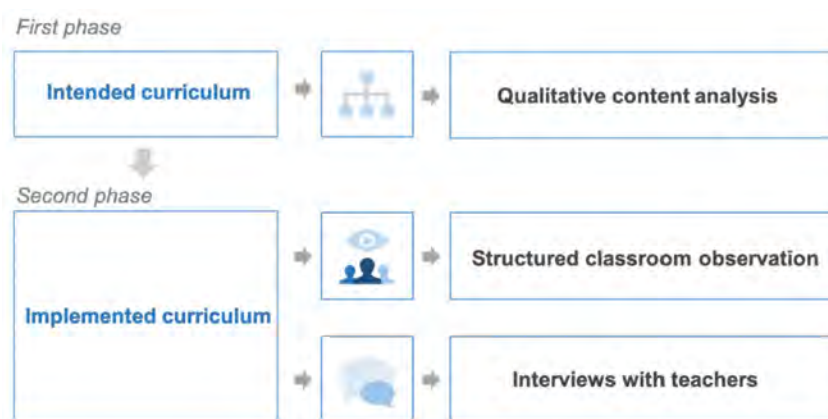 First phase
Intended curriculum
Qualitative content analysis
Second phase
Implemented curriculum
Structured classroom observation
Interviews with teachers